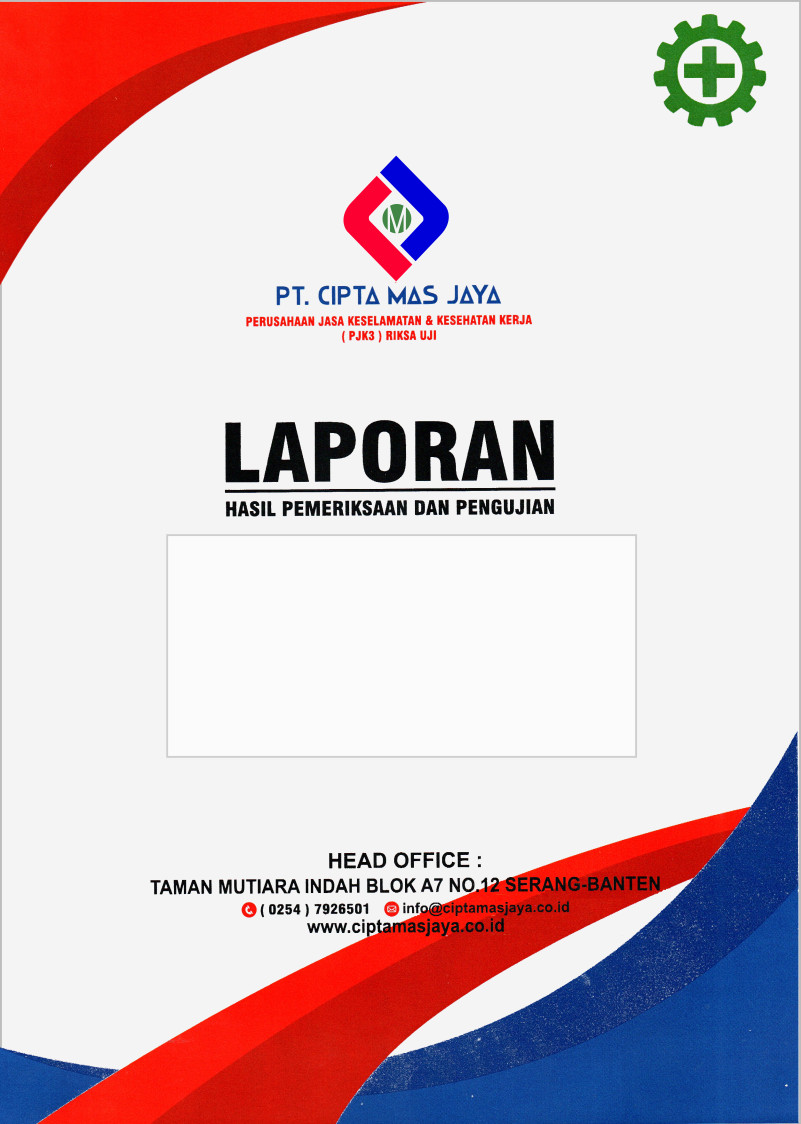 M
PT. CIPTA MAS JAYA
PERUSAHAAN JASA KESELAMATAN & KESEHATAN KERJA
( PJK3 ) RIKSA UJI
LAPORAN
HASIL PEMERIKSAAN DAN PENGUJIAN
HEAD OFFICE :
TAMAN MUTIARA INDAH BLOK A7 NO.12 SERANG-BANTEN
( 0254 ) 7926501 info@ciptamasjaya.co.id
www.ciptamasjaya.co.id